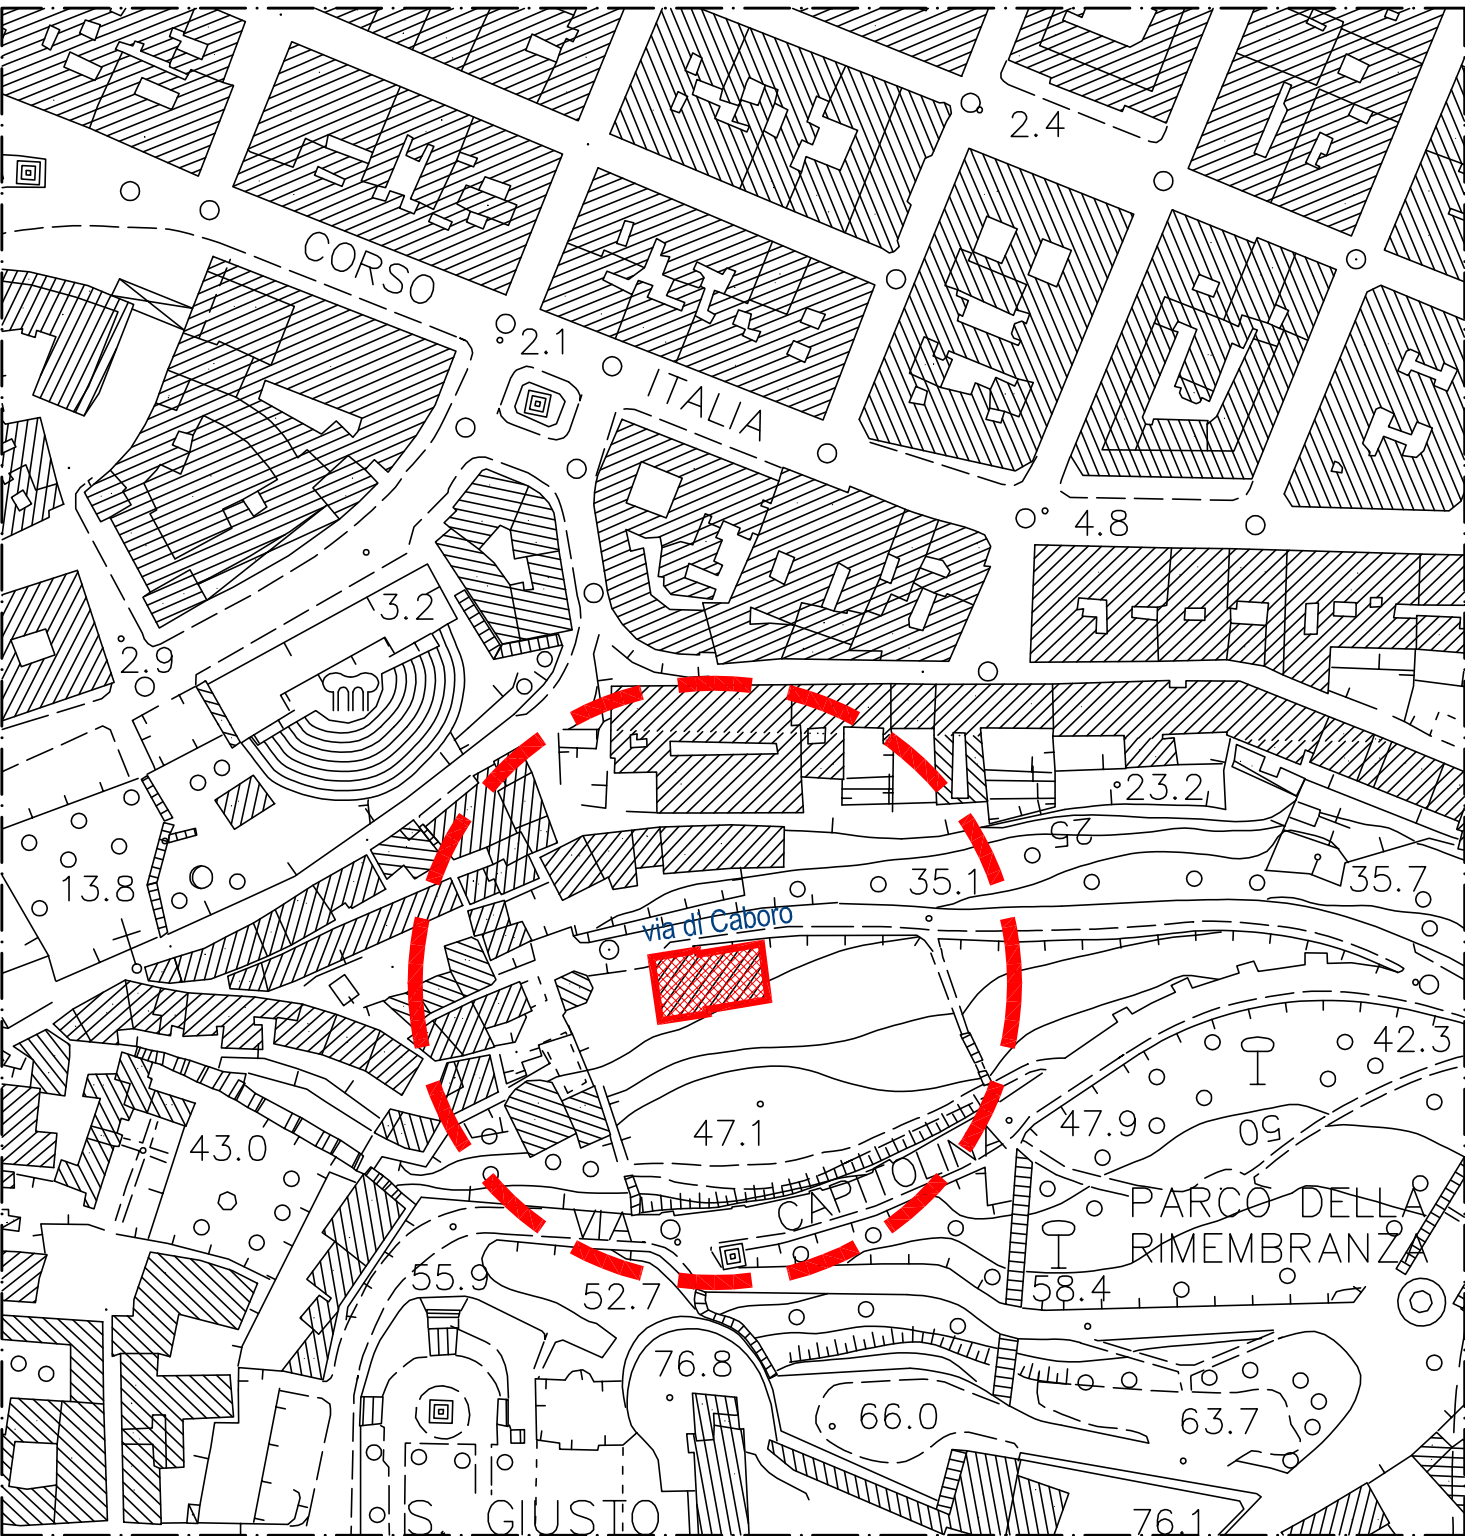 2.4
CORSO
2.1
ITALIA
4.8
3.2
2.9
23.2
25
13.8
35.1
35.7
via di Caboro
42.3
47.1
47.9
43.0
50
CAPITOLINA
PARCO DELLA
VIA
RIMEMBRANZA
55.9
52.7
58.4
76.8
66.0
63.7
S. GIUSTO
76.1